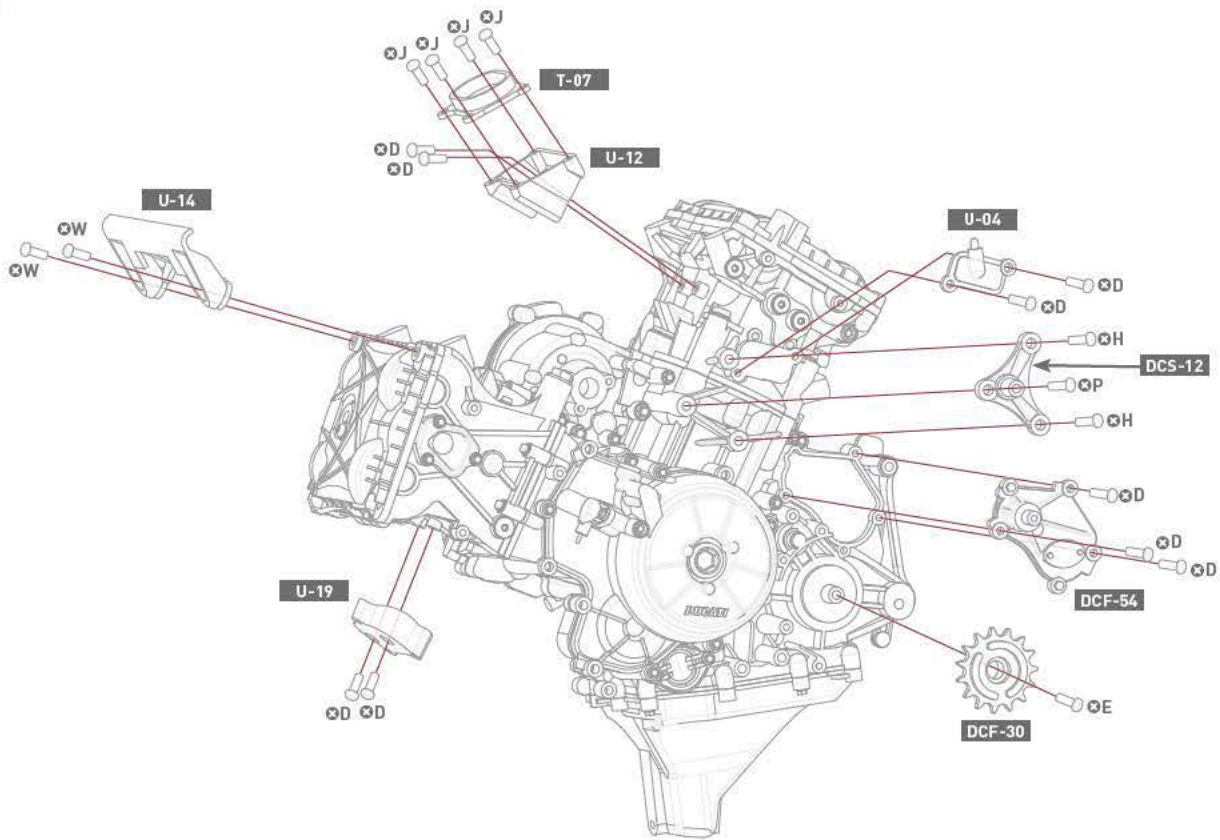 ⊗J ⊗J ⊗J ⊗J
T-07
⊗D
⊗D
U-12
U-14
⊗W
⊗W
U-04
⊗D
⊗D
⊗H
DCS-12
⊗P
⊗H
⊗D
⊗D
⊗D
DCF-54
U-19
⊗D ⊗D
DUCATI
⊗E
DCF-30